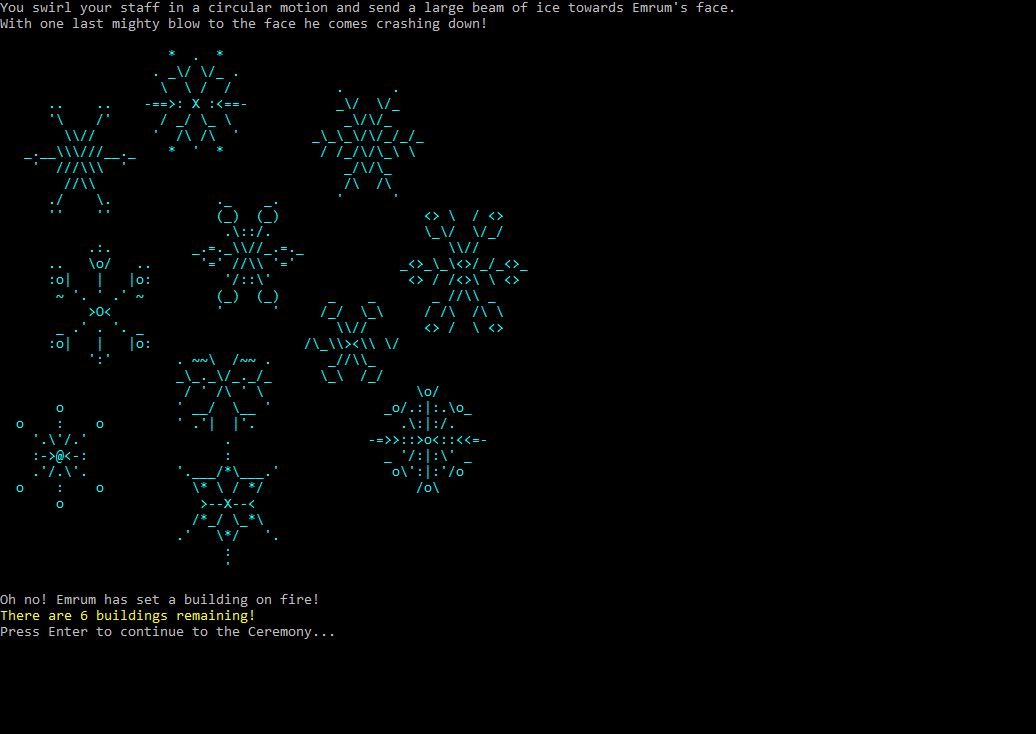 You swirl your staff in a circular motion and send a large beam of ice towards Emrum's face.
With one last mighty blow to the face he comes crashing down!
Oh no! Emrum has set a building on fire!
There are 6 buildings remaining!
Press Enter to continue to the Ceremony...